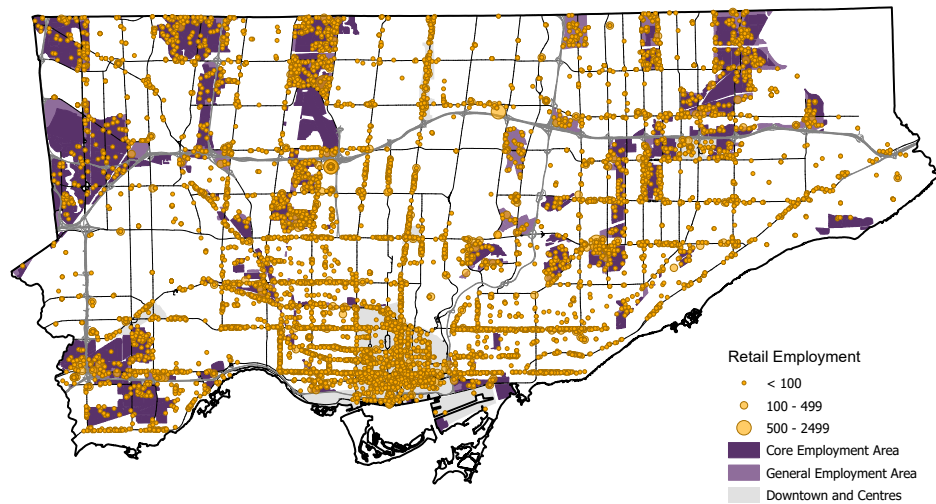 Retail Employment
< 100
100 - 499
500 - 2499
Core Employment Area
General Employment Area
Downtown and Centres